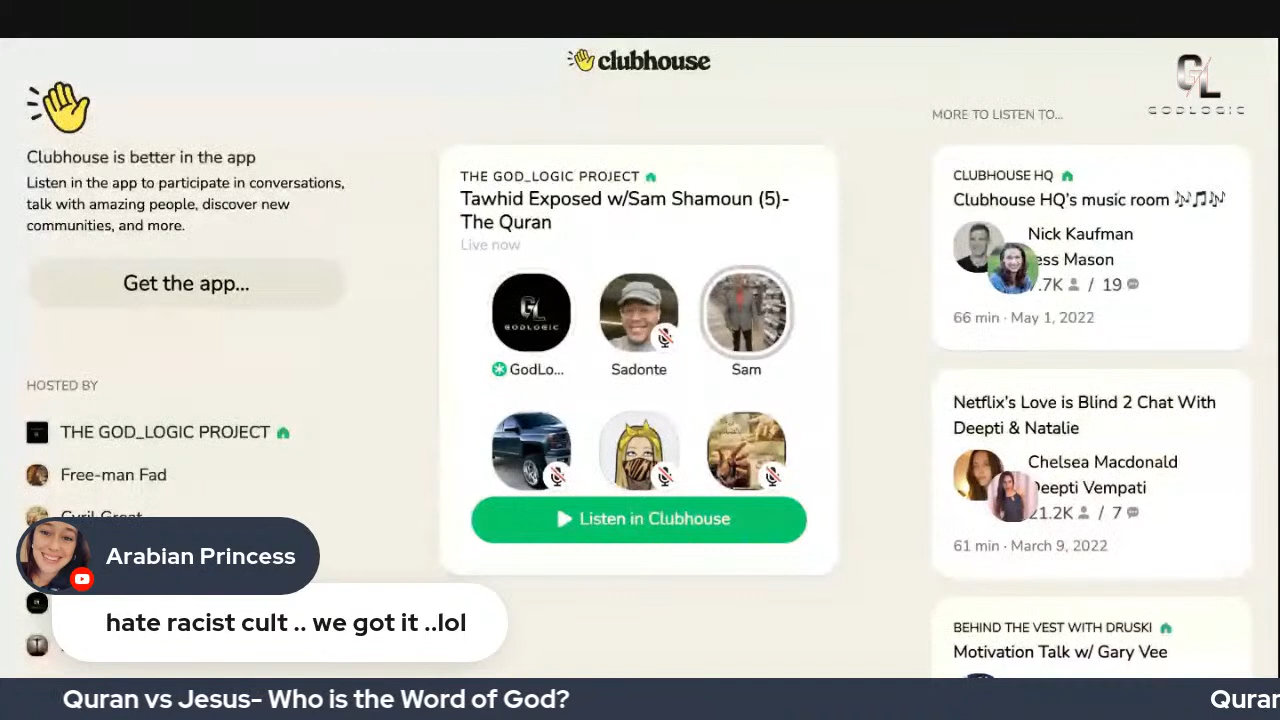 clubhouse
GL
GODLOGIC
Clubhouse is better in the app
Listen in the app to participate in conversations,
talk with amazing people, discover new
communities, and more.
Get the app...
HOSTED BY
THE GOD_LOGIC PROJECT
Free-man Fad
Cyril Great
THE GOD_LOGIC PROJECT
Tawhid Exposed w/Sam Shamoun (5)-
The Quran
Live now
GL
GODLOGIC
GodLo...
Sadonte
Sam
Listen in Clubhouse
MORE TO LISTEN TO...
CLUBHOUSE HQ
Clubhouse HQ's music room 🎶🎵🎶
Nick Kaufman
ess Mason
.7K / 19
66 min · May 1, 2022
Netflix's Love is Blind 2 Chat With
Deepti & Natalie
Chelsea Macdonald
Deepti Vempati
21.2K / 7
61 min · March 9, 2022
BEHIND THE VEST WITH DRUSKI
Motivation Talk w/ Gary Vee
Arabian Princess
hate racist cult .. we got it ..lol
Quran vs Jesus- Who is the Word of God?
Quran